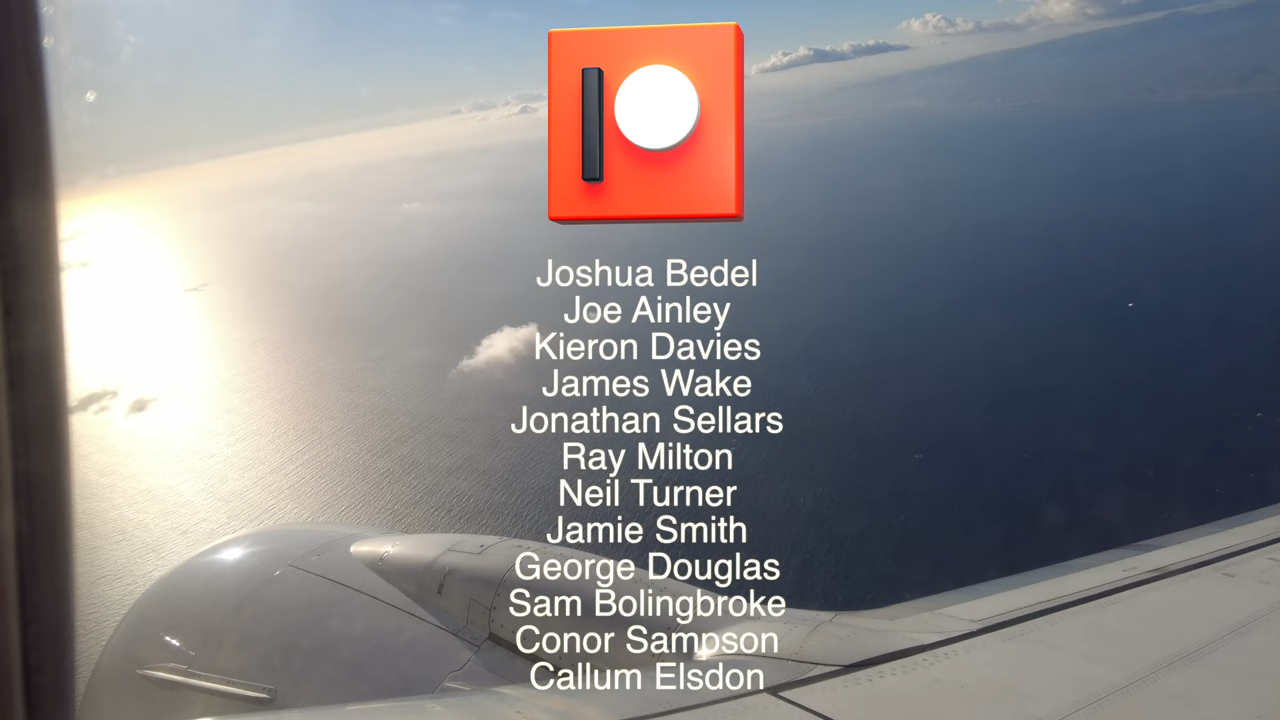 Joshua Bedel
Joe Ainley
Kieron Davies
James Wake
Jonathan Sellars
Ray Milton
Neil Turner
Jamie Smith
George Douglas
Sam Bolingbroke
Conor Sampson
Callum Elsdon